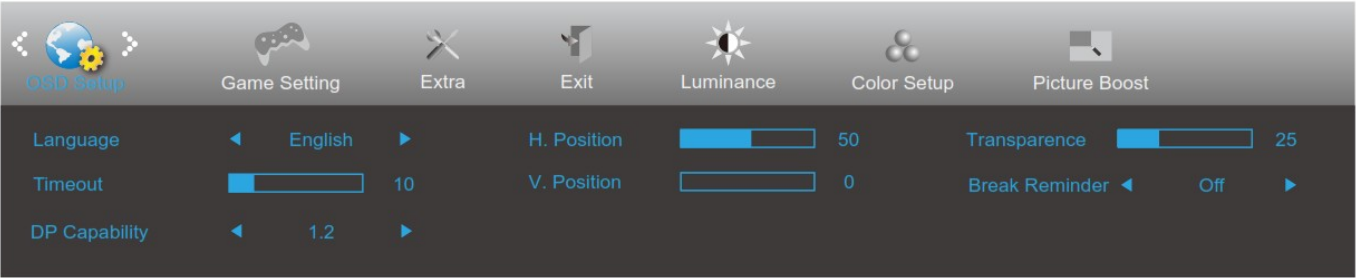 OSD Setup Game Setting Extra Exit Luminance Color Setup Picture Boost
Language English H. Position 50 Transparence 25
Timeout 10 V. Position 0 Break Reminder Off
DP Capability 1.2